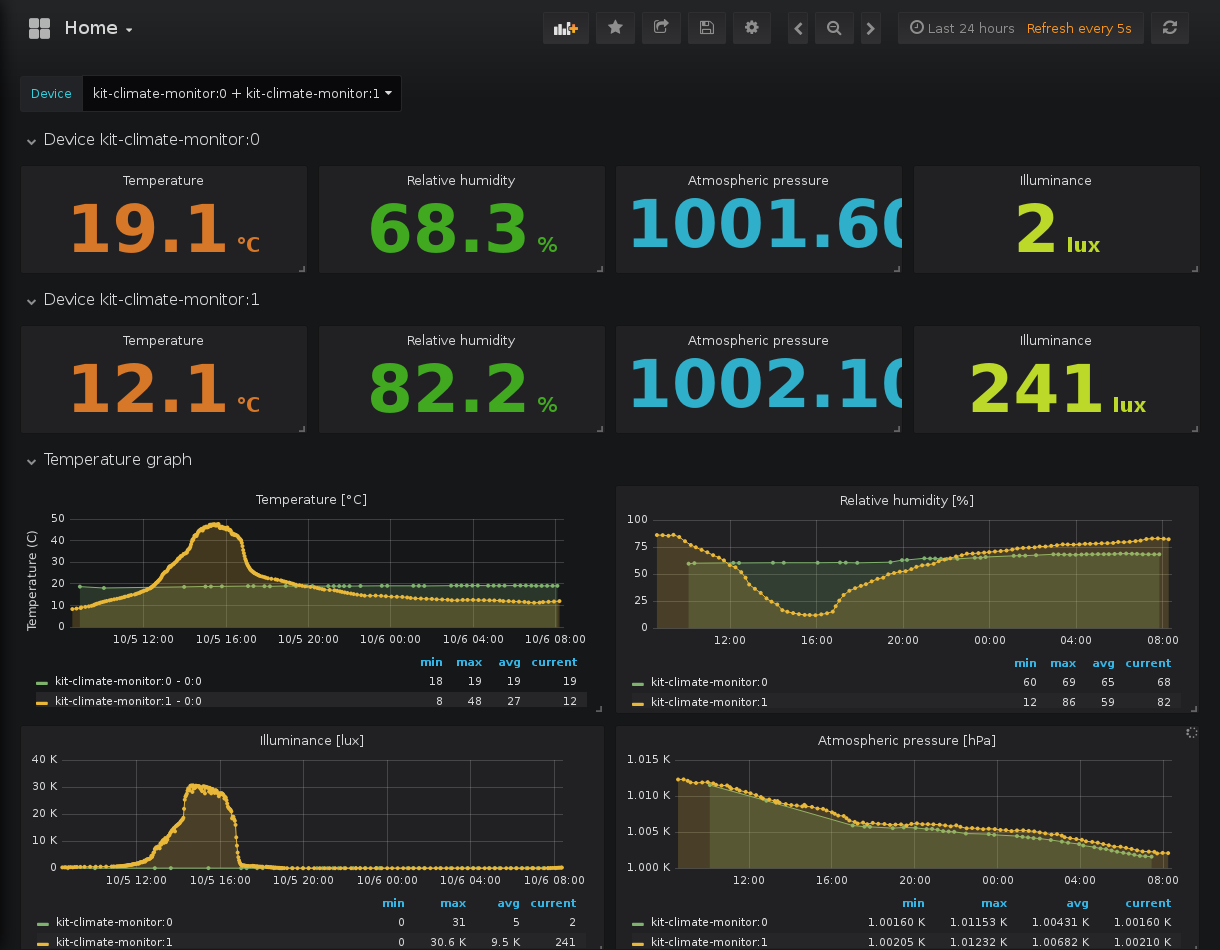 Home
Last 24 hours Refresh every 5s
Device kit-climate-monitor:0 + kit-climate-monitor:1
Device kit-climate-monitor:0
Temperature Relative humidity Atmospheric pressure Illuminance
19.1 °C 68.3 % 1001.60 2 lux
Device kit-climate-monitor:1
Temperature Relative humidity Atmospheric pressure Illuminance
12.1 °C 82.2 % 1002.10 241 lux
Temperature graph
Temperature [°C]
Temperature (C)
50
40
30
20
10
0
10/5 12:00 10/5 16:00 10/5 20:00 10/6 00:00 10/6 04:00 10/6 08:00
min max avg current
kit-climate-monitor:0 - 0:0 18 19 19 19
kit-climate-monitor:1 - 0:0 8 48 27 12
Relative humidity [%]
100
75
50
25
0
12:00 16:00 20:00 00:00 04:00 08:00
min max avg current
kit-climate-monitor:0 60 69 65 68
kit-climate-monitor:1 12 86 59 82
Illuminance [lux]
40 K
30 K
20 K
10 K
0
10/5 12:00 10/5 16:00 10/5 20:00 10/6 00:00 10/6 04:00 10/6 08:00
min max avg current
kit-climate-monitor:0 0 31 5 2
kit-climate-monitor:1 0 30.6 K 9.5 K 241
Atmospheric pressure [hPa]
1.015 K
1.010 K
1.005 K
1.000 K
12:00 16:00 20:00 00:00 04:00 08:00
min max avg current
kit-climate-monitor:0 1.00160 K 1.01153 K 1.00431 K 1.00160 K
kit-climate-monitor:1 1.00205 K 1.01232 K 1.00682 K 1.00210 K